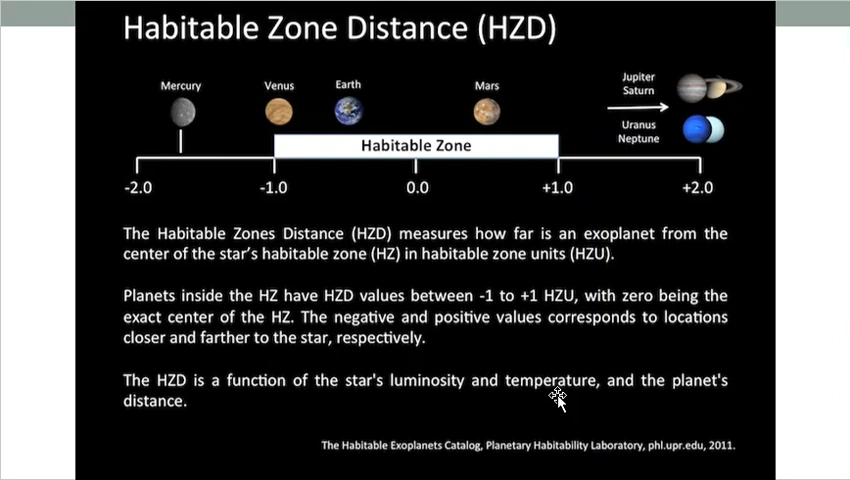 Habitable Zone Distance (HZD)
Mercury
Venus
Earth
Mars
Jupiter
Saturn
Uranus
Neptune
Habitable Zone
-2.0
-1.0
0.0
+1.0
+2.0
The Habitable Zones Distance (HZD) measures how far is an exoplanet from the
center of the star's habitable zone (HZ) in habitable zone units (HZU).
Planets inside the HZ have HZD values between -1 to +1 HZU, with zero being the
exact center of the HZ. The negative and positive values corresponds to locations
closer and farther to the star, respectively.
The HZD is a function of the star's luminosity and temperature, and the planet's
distance.
The Habitable Exoplanets Catalog, Planetary Habitability Laboratory, phl.upr.edu, 2011.